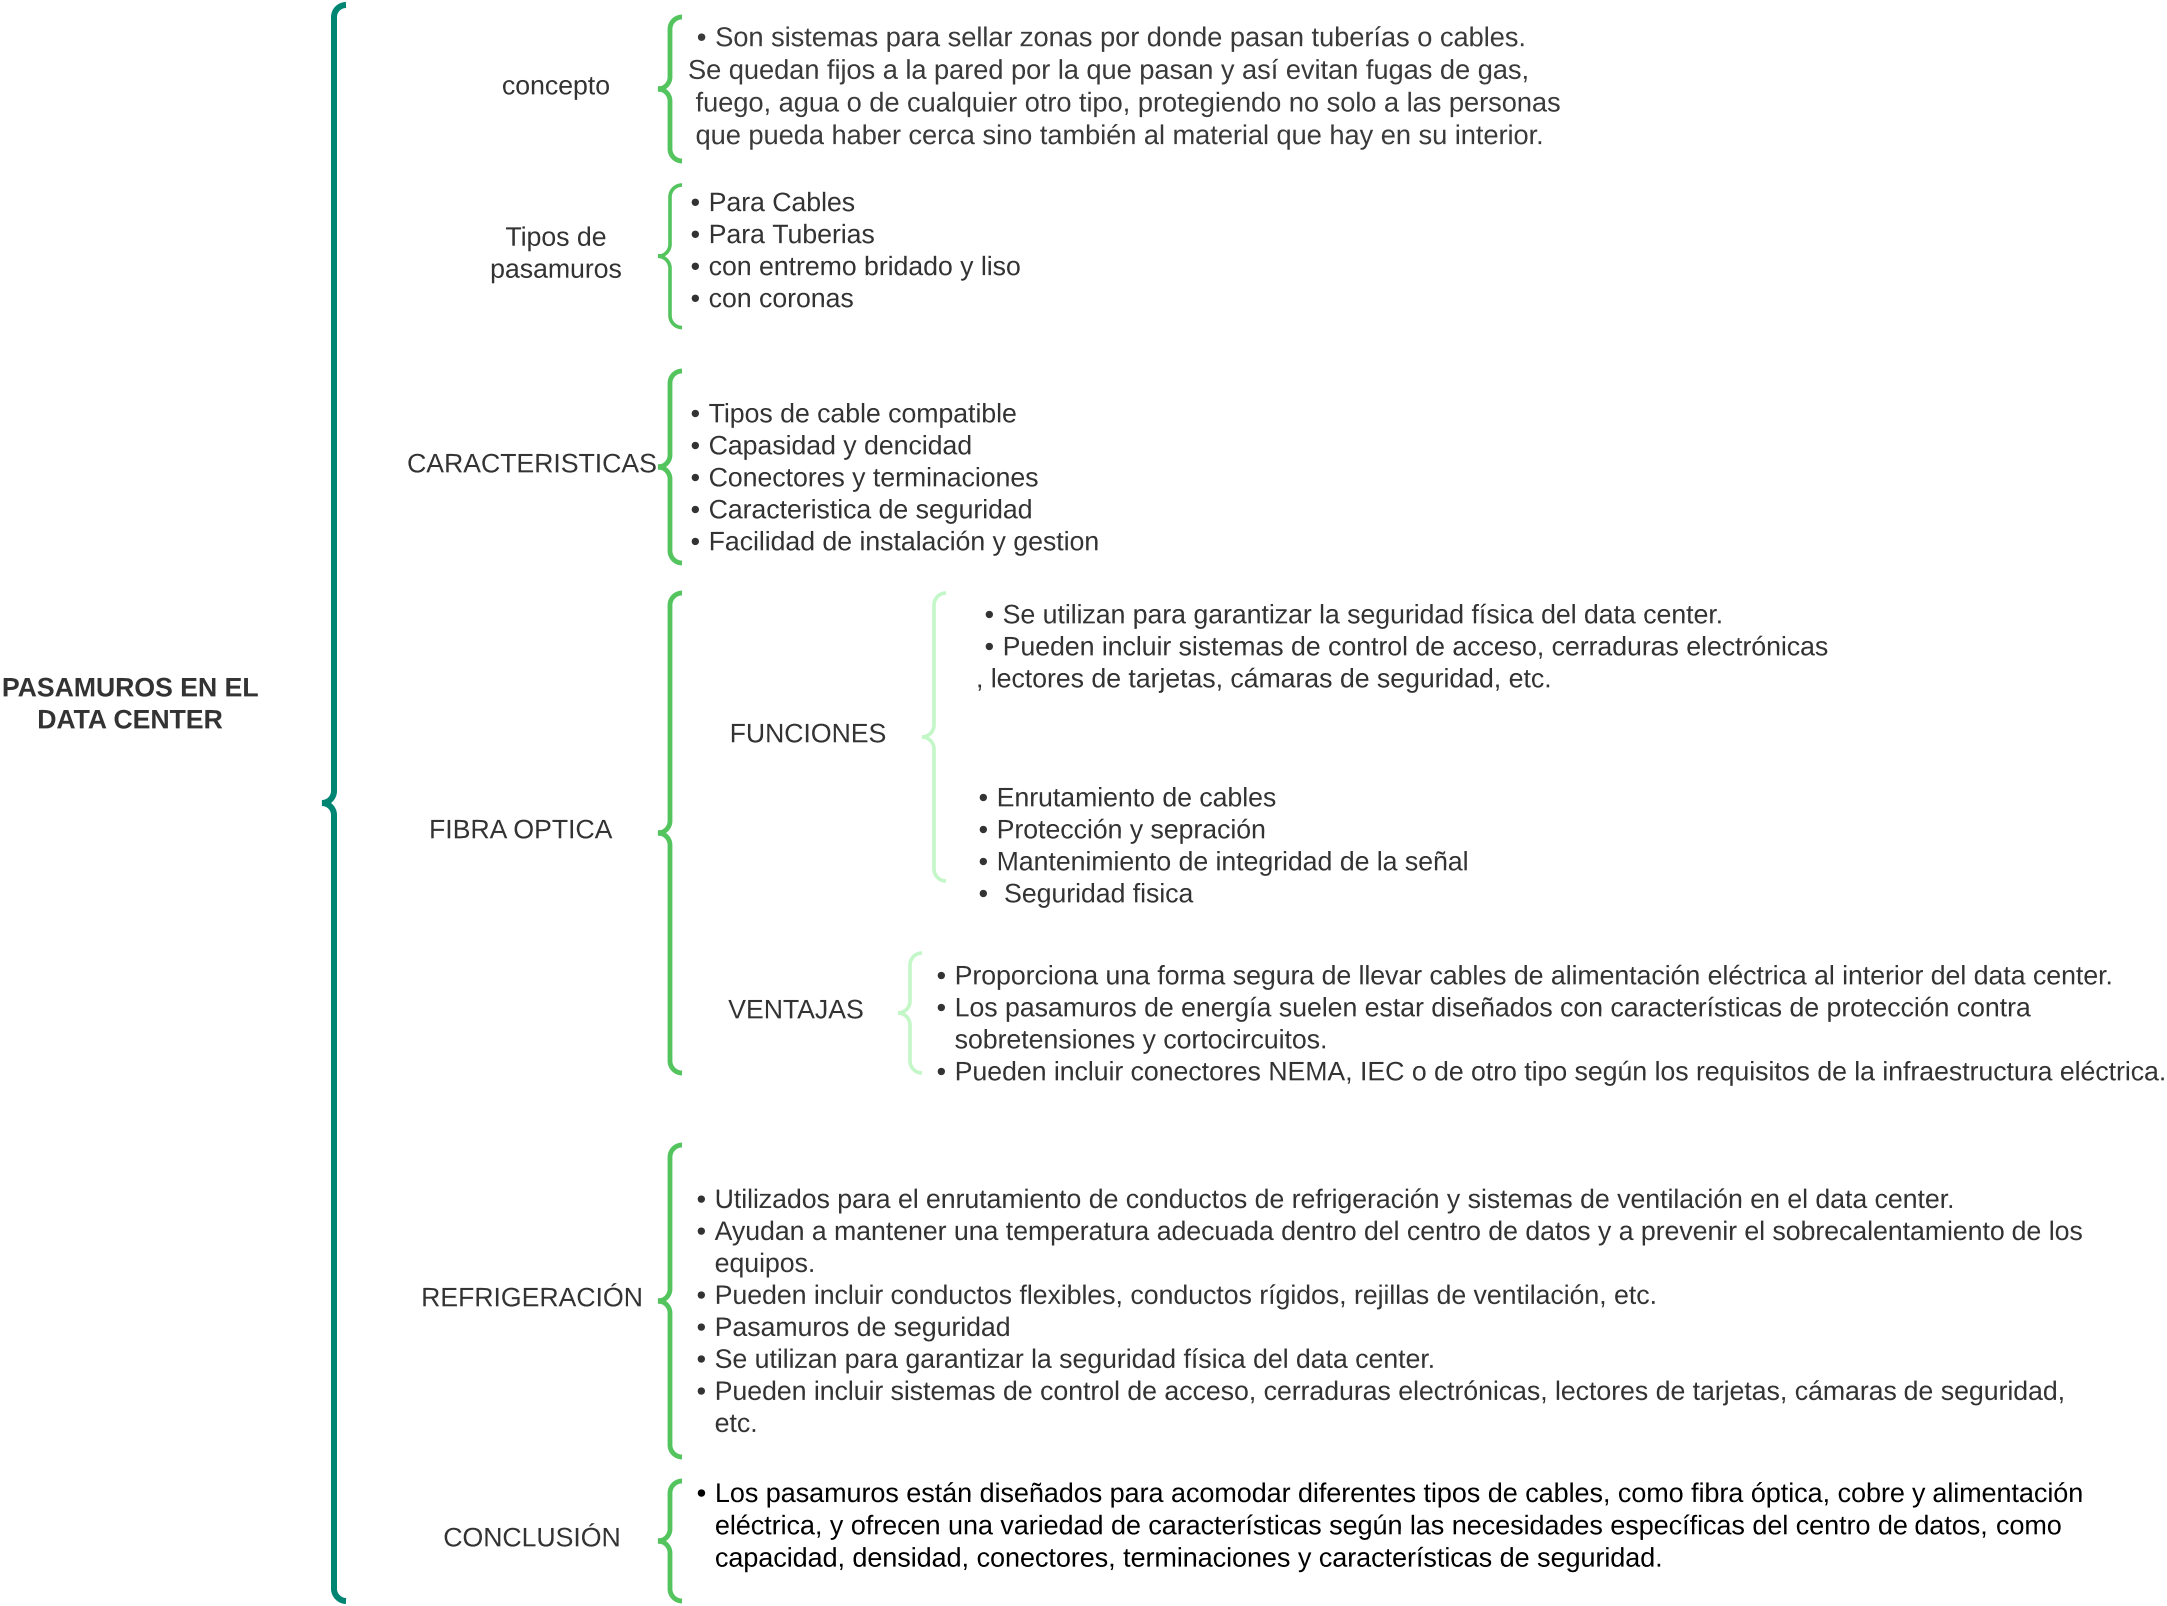 PASAMUROS EN EL
DATA CENTER
concepto
• Son sistemas para sellar zonas por donde pasan tuberías o cables.
Se quedan fijos a la pared por la que pasan y así evitan fugas de gas,
fuego, agua o de cualquier otro tipo, protegiendo no solo a las personas
que pueda haber cerca sino también al material que hay en su interior.
Tipos de
pasamuros
• Para Cables
• Para Tuberias
• con entremo bridado y liso
• con coronas
CARACTERISTICAS
• Tipos de cable compatible
• Capasidad y dencidad
• Conectores y terminaciones
• Caracteristica de seguridad
• Facilidad de instalación y gestion
FIBRA OPTICA
FUNCIONES
• Se utilizan para garantizar la seguridad física del data center.
• Pueden incluir sistemas de control de acceso, cerraduras electrónicas
, lectores de tarjetas, cámaras de seguridad, etc.
• Enrutamiento de cables
• Protección y sepración
• Mantenimiento de integridad de la señal
• Seguridad fisica
VENTAJAS
• Proporciona una forma segura de llevar cables de alimentación eléctrica al interior del data center.
• Los pasamuros de energía suelen estar diseñados con características de protección contra
sobretensiones y cortocircuitos.
• Pueden incluir conectores NEMA, IEC o de otro tipo según los requisitos de la infraestructura eléctrica.
REFRIGERACIÓN
• Utilizados para el enrutamiento de conductos de refrigeración y sistemas de ventilación en el data center.
• Ayudan a mantener una temperatura adecuada dentro del centro de datos y a prevenir el sobrecalentamiento de los
equipos.
• Pueden incluir conductos flexibles, conductos rígidos, rejillas de ventilación, etc.
• Pasamuros de seguridad
• Se utilizan para garantizar la seguridad física del data center.
• Pueden incluir sistemas de control de acceso, cerraduras electrónicas, lectores de tarjetas, cámaras de seguridad,
etc.
CONCLUSIÓN
• Los pasamuros están diseñados para acomodar diferentes tipos de cables, como fibra óptica, cobre y alimentación
eléctrica, y ofrecen una variedad de características según las necesidades específicas del centro de datos, como
capacidad, densidad, conectores, terminaciones y características de seguridad.